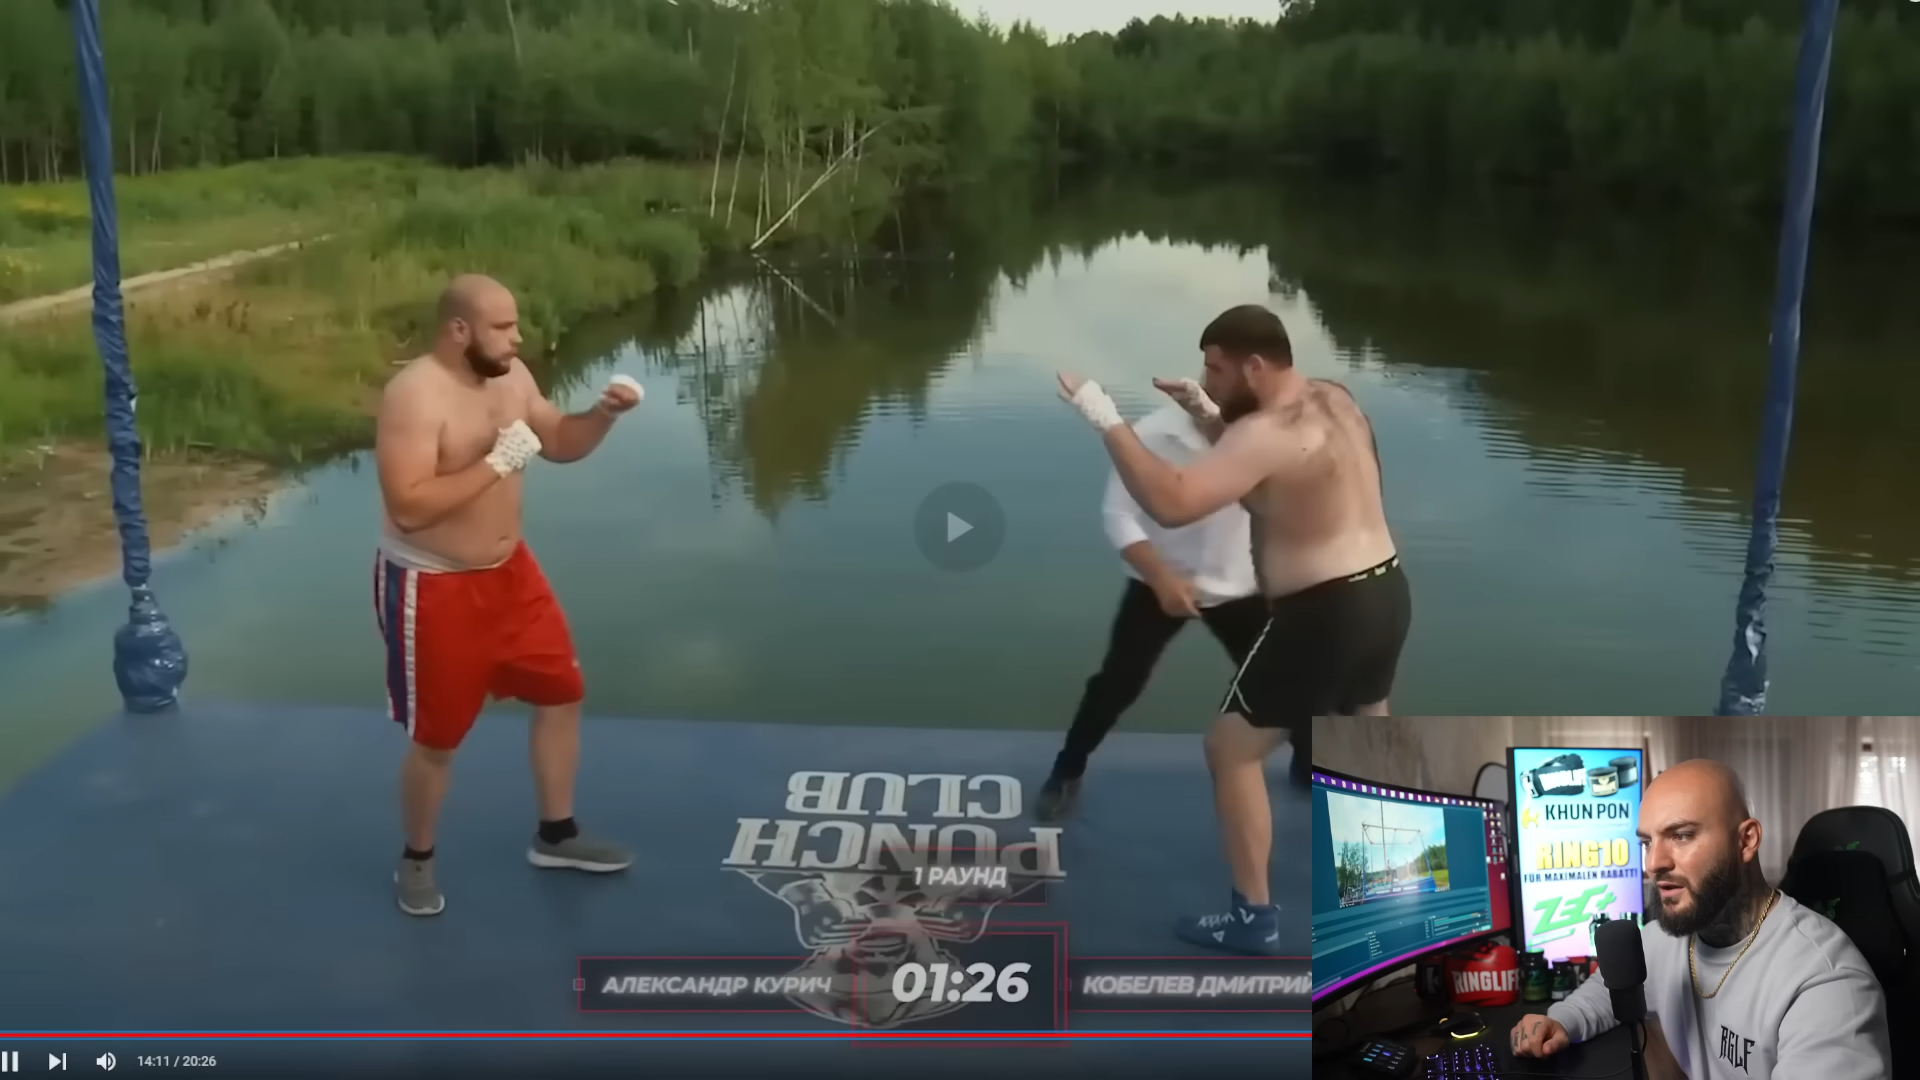 PUNCH
CLUB
1 РАУНД
АЛЕКСАНДР КУРИЧ
01:26
КОБЕЛЕВ ДМИТРИЙ
14:11 / 20:26
KHUN PON
RING10
FÜR MAXIMALEN RABATT!
ZEC+
RINGLIFE
RGLF